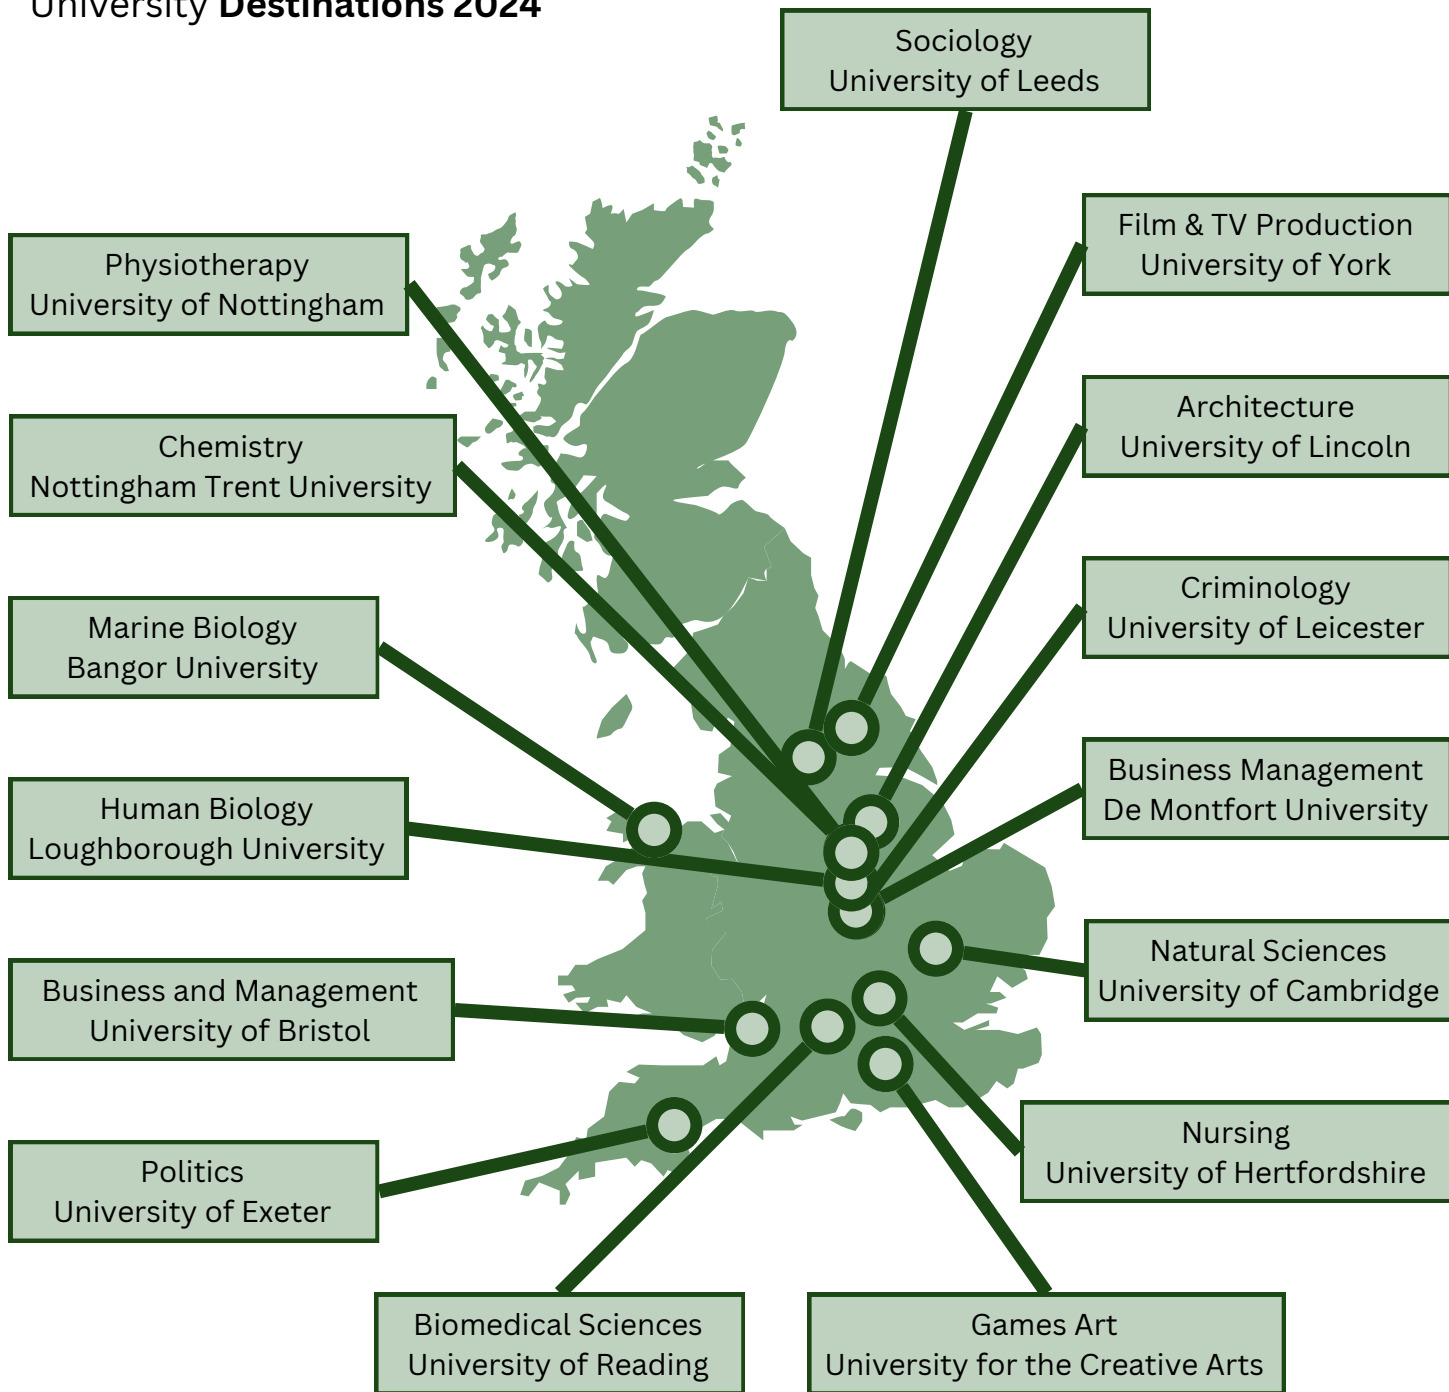 University Destinations 2024
Sociology
University of Leeds
Film & TV Production
University of York
Physiotherapy
University of Nottingham
Architecture
University of Lincoln
Chemistry
Nottingham Trent University
Criminology
University of Leicester
Marine Biology
Bangor University
Business Management
De Montfort University
Human Biology
Loughborough University
Natural Sciences
University of Cambridge
Business and Management
University of Bristol
Nursing
University of Hertfordshire
Politics
University of Exeter
Biomedical Sciences
University of Reading
Games Art
University for the Creative Arts